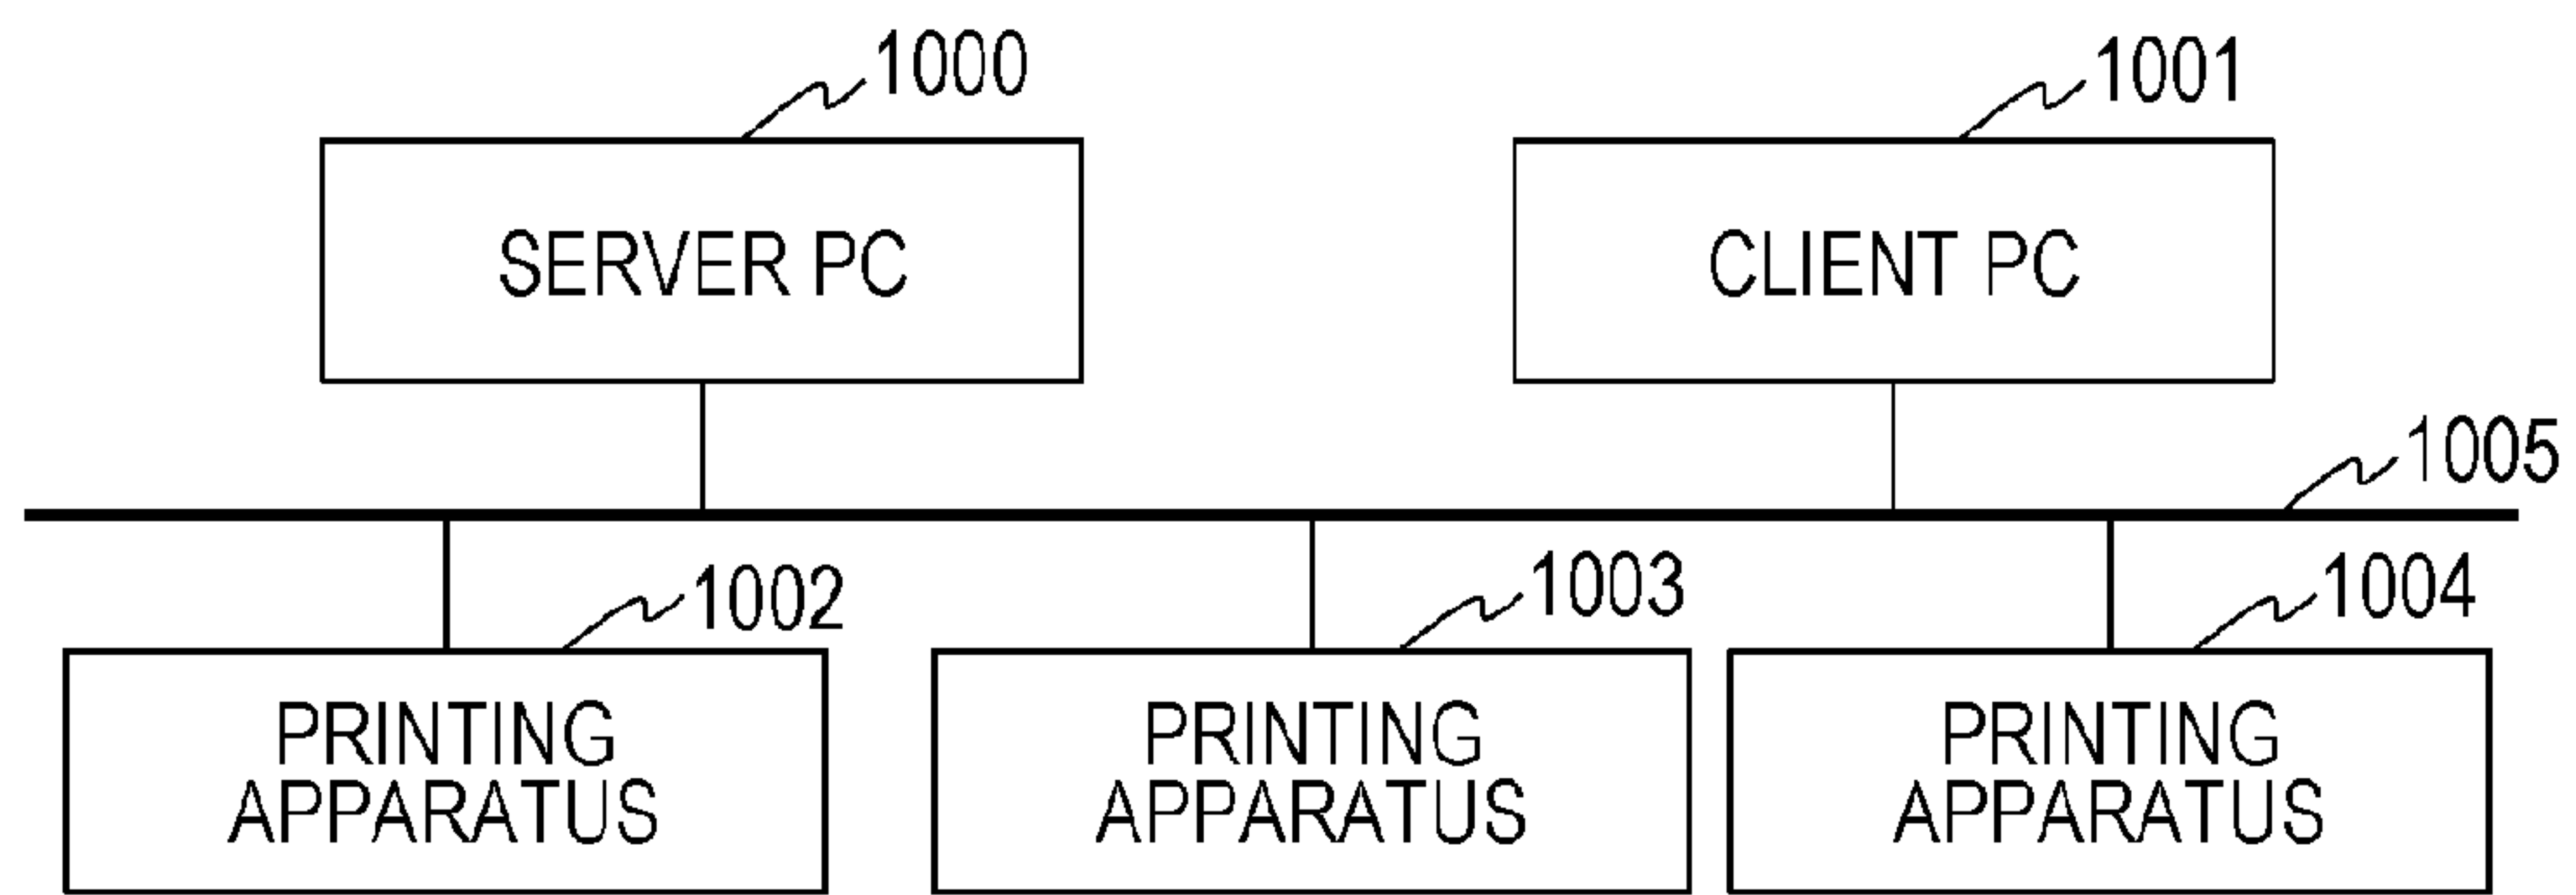 1000
1001
SERVER PC
CLIENT PC
1005
1002
1003
1004
PRINTING
APPARATUS
PRINTING
APPARATUS
PRINTING
APPARATUS